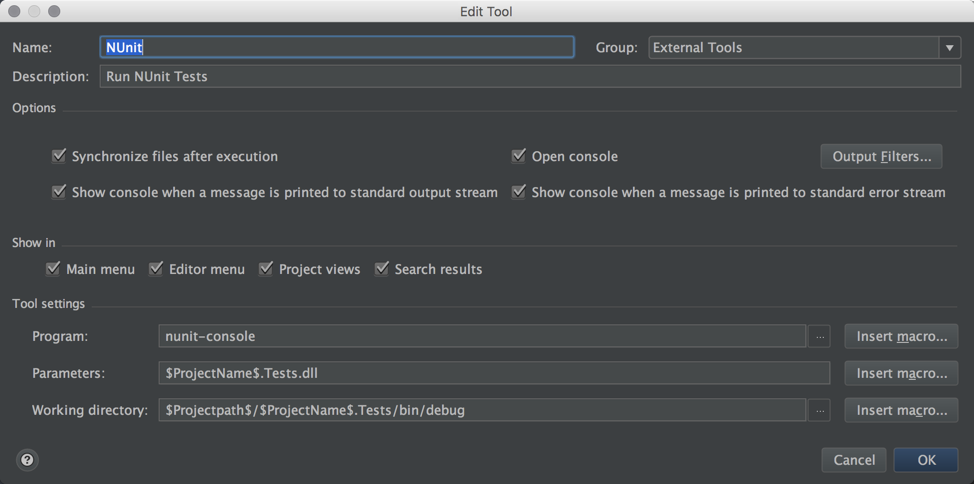 Edit Tool
Name: NUnit Group: External Tools
Description: Run NUnit Tests
Options
Synchronize files after execution Open console Output Filters...
Show console when a message is printed to standard output stream Show console when a message is printed to standard error stream
Show in
Main menu Editor menu Project views Search results
Tool settings
Program: nunit-console ... Insert macro...
Parameters: $ProjectName$.Tests.dll Insert macro...
Working directory: $Projectpath$/$ProjectName$.Tests/bin/debug ... Insert macro...
? Cancel OK